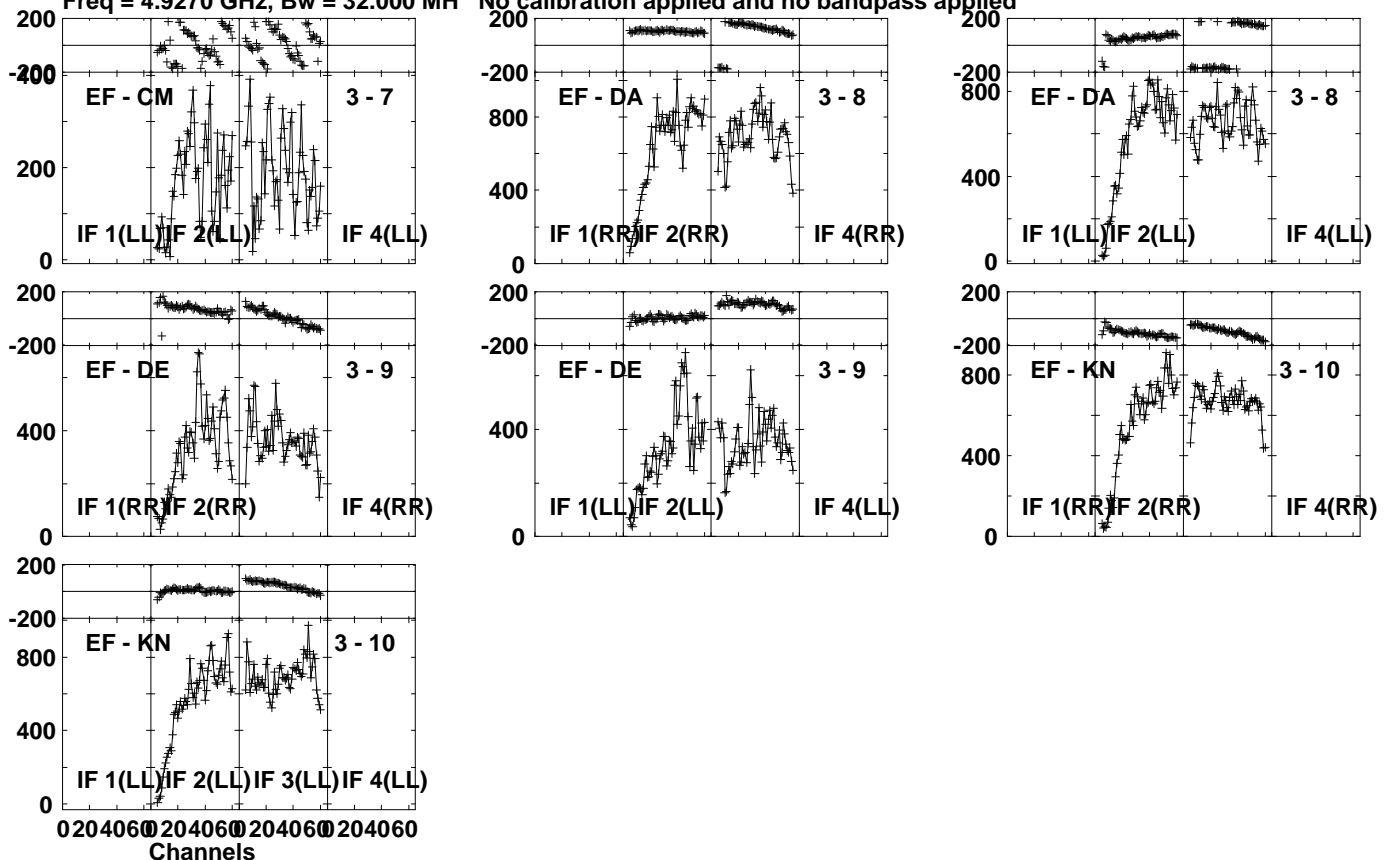 Freq = 4.9270 GHz, Bw = 32.000 MH No calibration applied and no bandpass applied
200
-200
400
200
0
EF - CM 3 - 7
IF 1(LL) IF 2(LL) IF 4(LL)
200
-200
800
400
0
EF - DA 3 - 8
IF 1(RR) IF 2(RR) IF 4(RR)
200
-200
800
400
0
EF - DA 3 - 8
IF 1(LL) IF 2(LL) IF 4(LL)
200
-200
400
0
EF - DE 3 - 9
IF 1(RR) IF 2(RR) IF 4(RR)
200
-200
400
0
EF - DE 3 - 9
IF 1(LL) IF 2(LL) IF 4(LL)
200
-200
800
400
0
EF - KN 3 - 10
IF 1(RR) IF 2(RR) IF 4(RR)
200
-200
800
400
0
EF - KN 3 - 10
IF 1(LL) IF 2(LL) IF 3(LL) IF 4(LL)
0 20 40 60 0 20 40 60 0 20 40 60 0 20 40 60
Channels